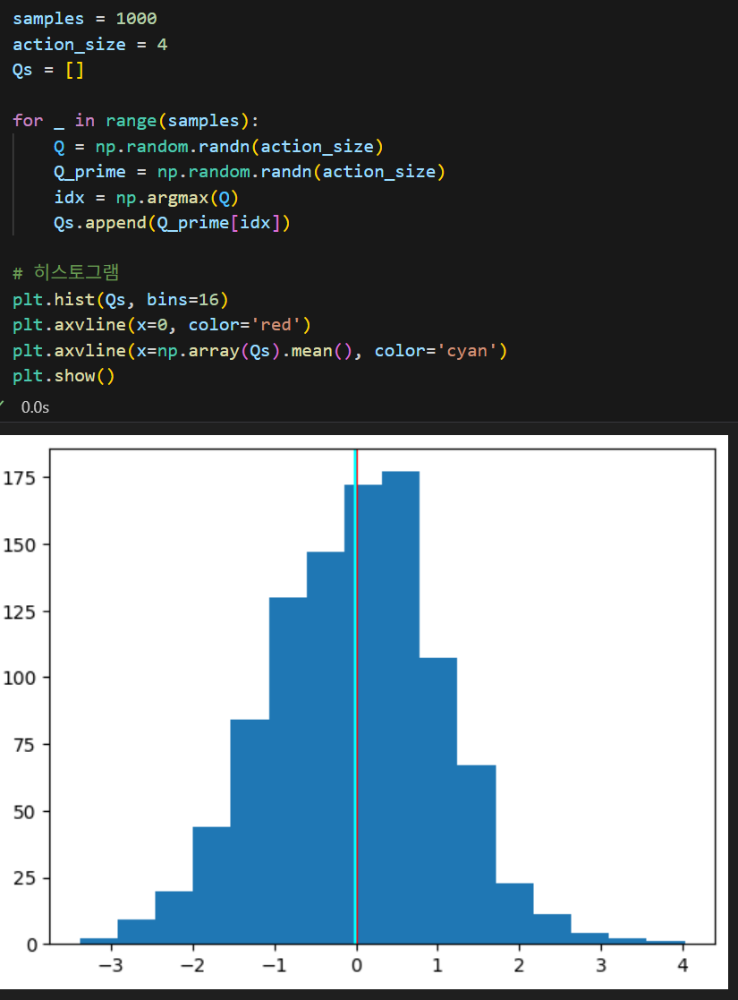 samples = 1000
action_size = 4
Qs = []
for _ in range(samples):
    Q = np.random.randn(action_size)
    Q_prime = np.random.randn(action_size)
    idx = np.argmax(Q)
    Qs.append(Q_prime[idx])
# 히스토그램
plt.hist(Qs, bins=16)
plt.axvline(x=0, color='red')
plt.axvline(x=np.array(Qs).mean(), color='cyan')
plt.show()
0.0s
175
150
125
100
75
50
25
0
−3 −2 −1 0 1 2 3 4